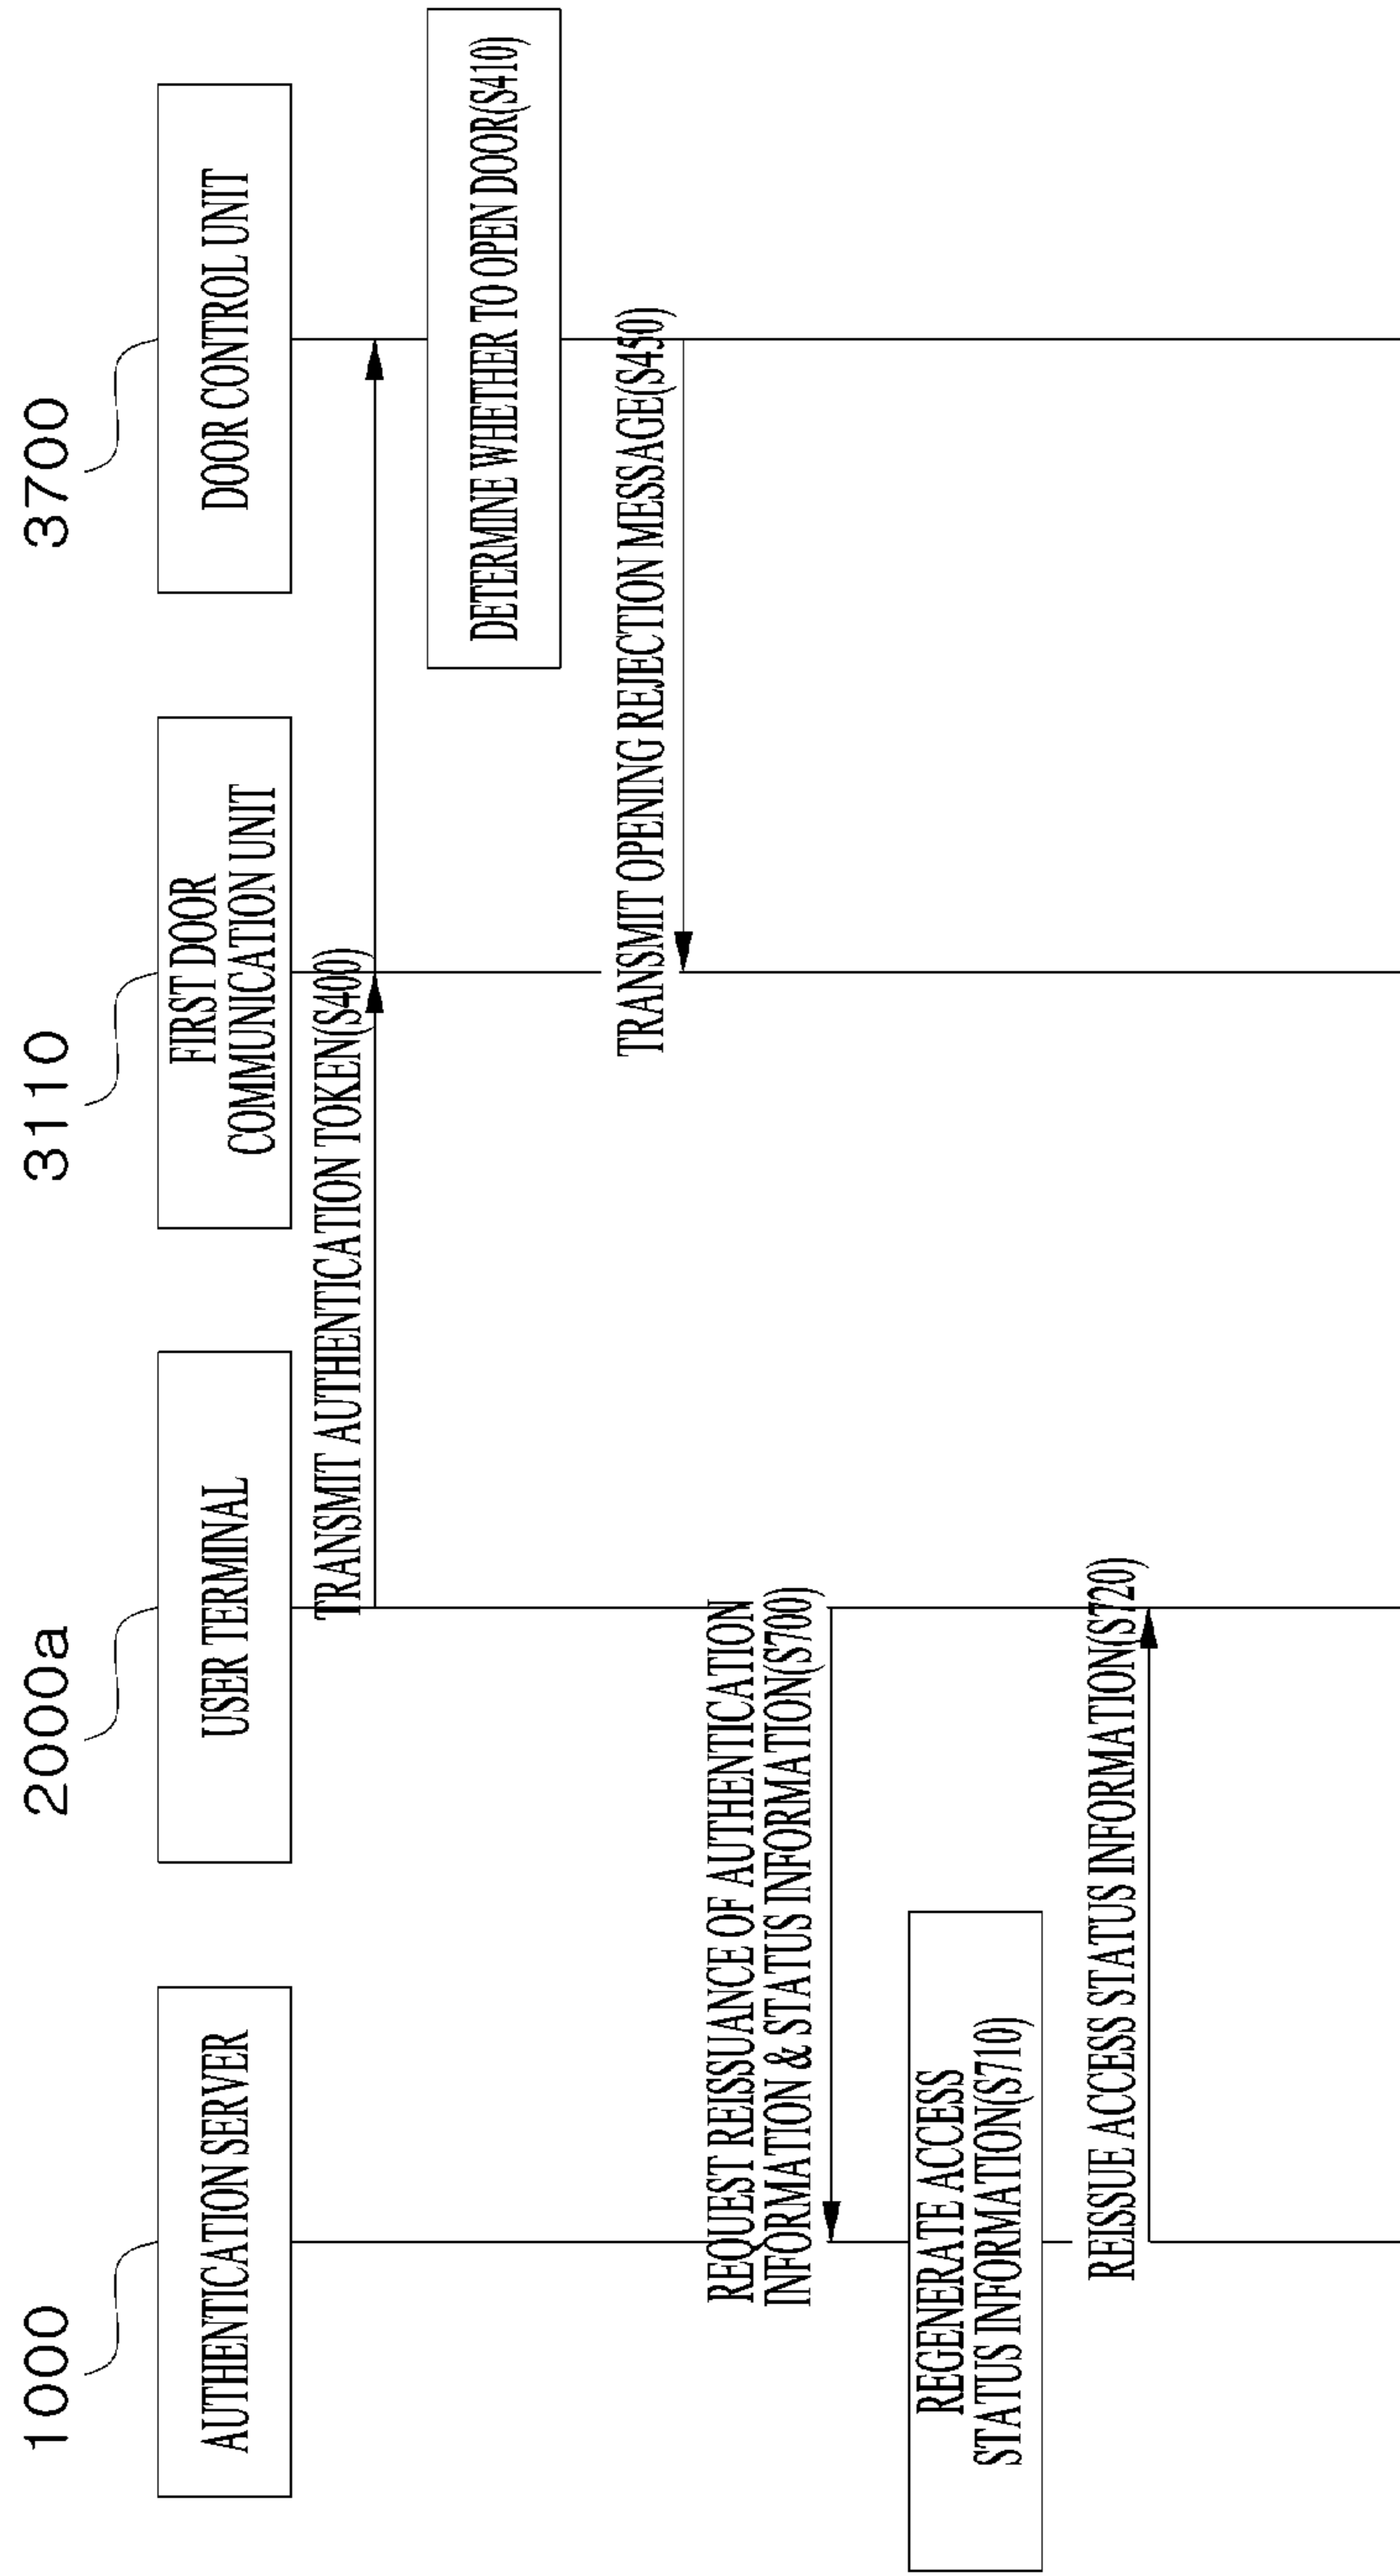 1000
2000a
3110
3700
AUTHENTICATION SERVER
USER TERMINAL
FIRST DOOR
COMMUNICATION UNIT
DOOR CONTROL UNIT
TRANSMIT AUTHENTICATION TOKEN(S400)
DETERMINE WHETHER TO OPEN DOOR(S410)
TRANSMIT OPENING REJECTION MESSAGE(S450)
REQUEST REISSUANCE OF AUTHENTICATION
INFORMATION & STATUS INFORMATION(S700)
REGENERATE ACCESS
STATUS INFORMATION(S710)
REISSUE ACCESS STATUS INFORMATION(S720)